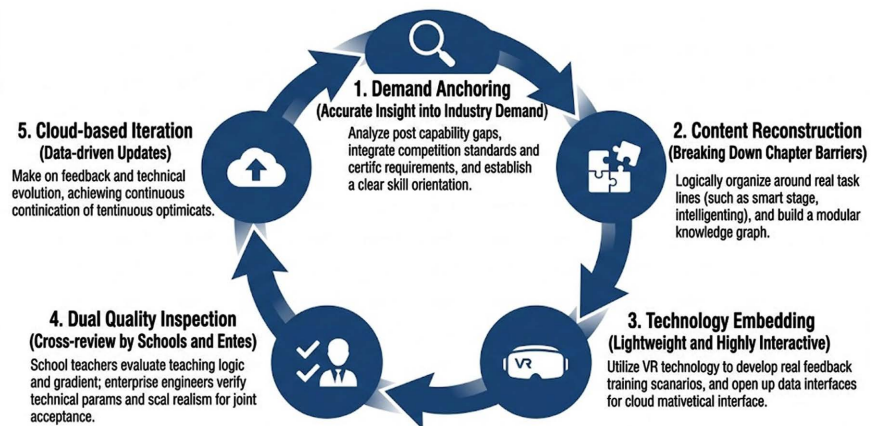 1. Demand Anchoring
(Accurate Insight into Industry Demand)
Analyze post capability gaps,
integrate competition standards and
certifc requirements, and establish
a clear skill orientation.
2. Content Reconstruction
(Breaking Down Chapter Barriers)
Logically organize around real task
lines (such as smart stage,
intelligenting), and build a modular
knowledge graph.
3. Technology Embedding
(Lightweight and Highly Interactive)
Utilize VR technology to develop real feedback
training scanarios, and open up data interfaces
for cloud mativetical interface.
VR
4. Dual Quality Inspection
(Cross-review by Schools and Entes)
School teachers evaluate teaching logic
and gradient; enterprise engineers verify
technical params and scal realism for joint
acceptance.
5. Cloud-based Iteration
(Data-driven Updates)
Make on feedback and technical
evolution, achieving continuous
continication of tentinuous optimicats.